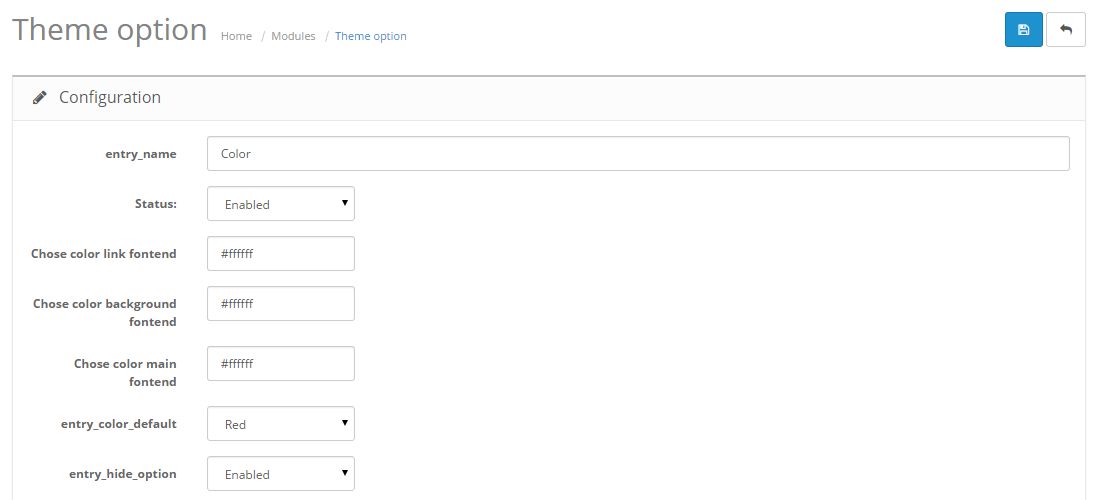 Theme option Home / Modules / Theme option
Configuration
entry_name Color
Status: Enabled
Chose color link fontend #ffffff
Chose color background #ffffff
fontend
Chose color main #ffffff
fontend
entry_color_default Red
entry_hide_option Enabled